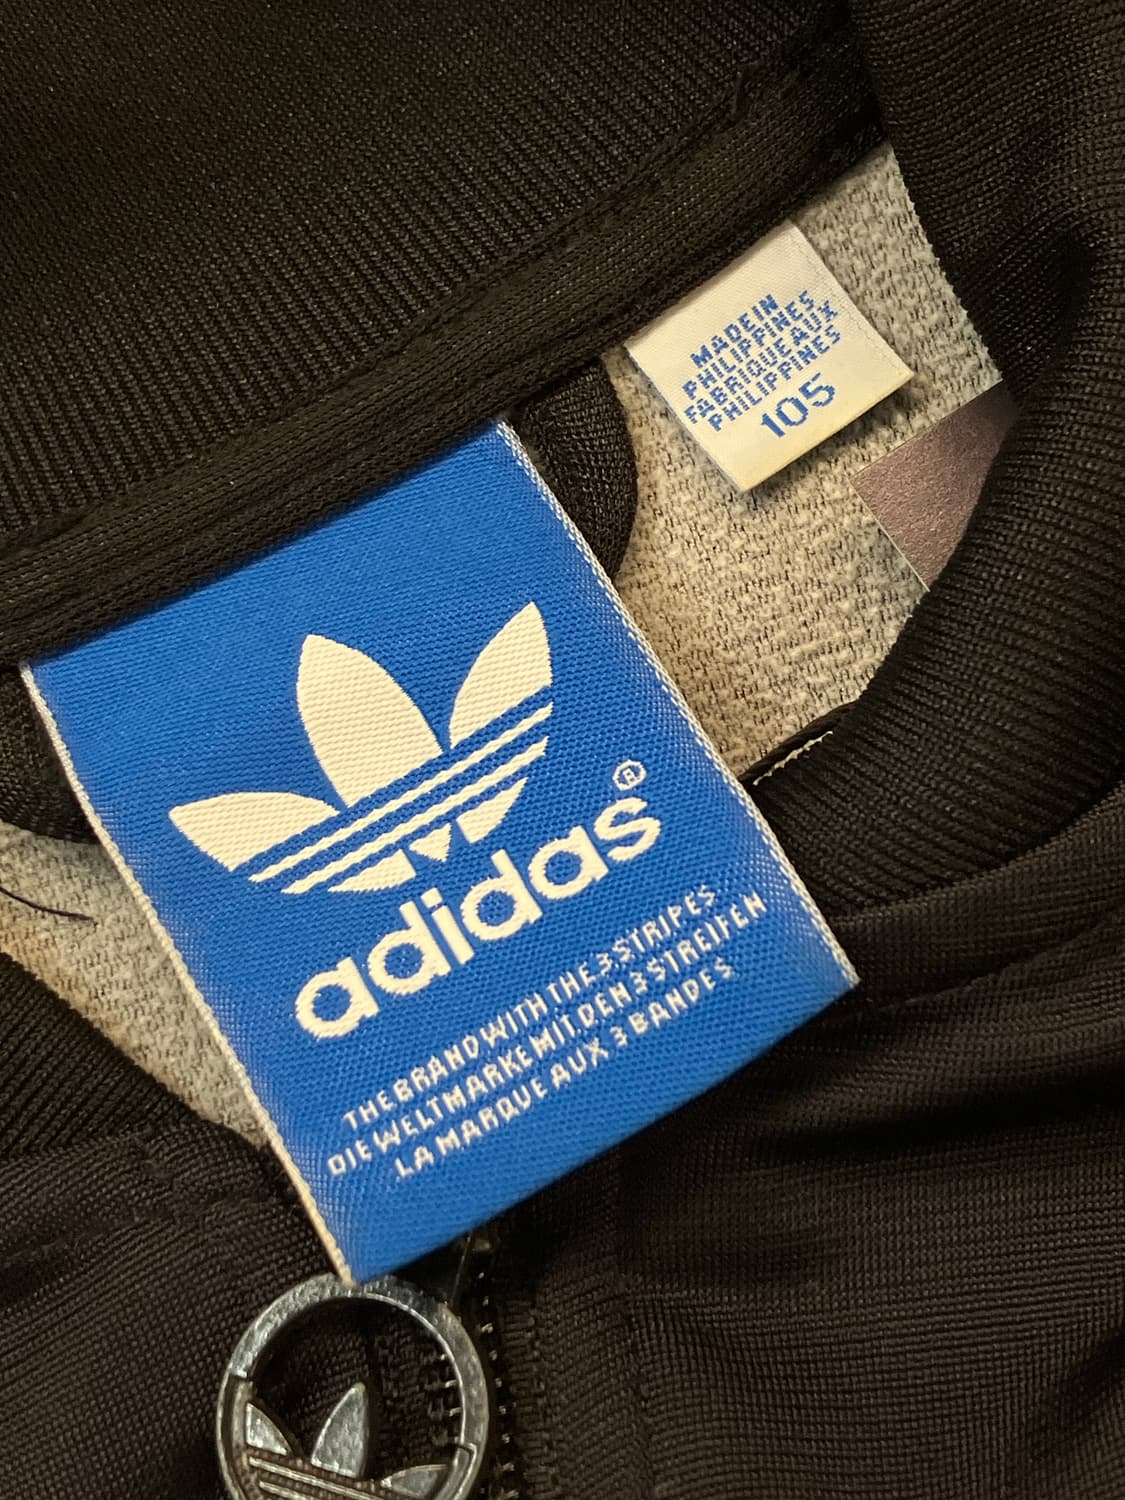 MADE IN
PHILIPPINES
FABRIQUE AUX
PHILIPPINES
105
adidas®
THE BRAND WITH THE 3 STRIPES
DIE WELTMARKE MIT DEN 3 STREIFEN
LA MARQUE AUX 3 BANDES